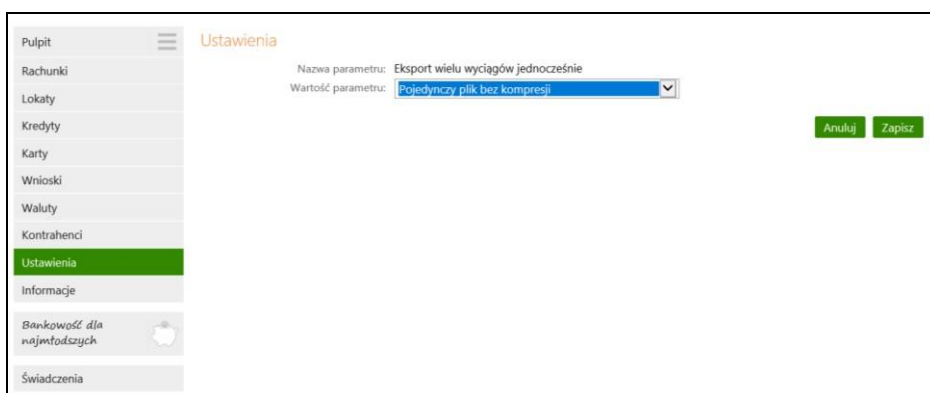 Pulpit
Rachunki
Lokaty
Kredyty
Karty
Wnioski
Waluty
Kontrahenci
Ustawienia
Informacje
Bankowość dla
najmłodszych
Świadczenia
Ustawienia
Nazwa parametru: Eksport wielu wyciągów jednocześnie
Wartość parametru: Pojedynczy plik bez kompresji
Anuluj Zapisz